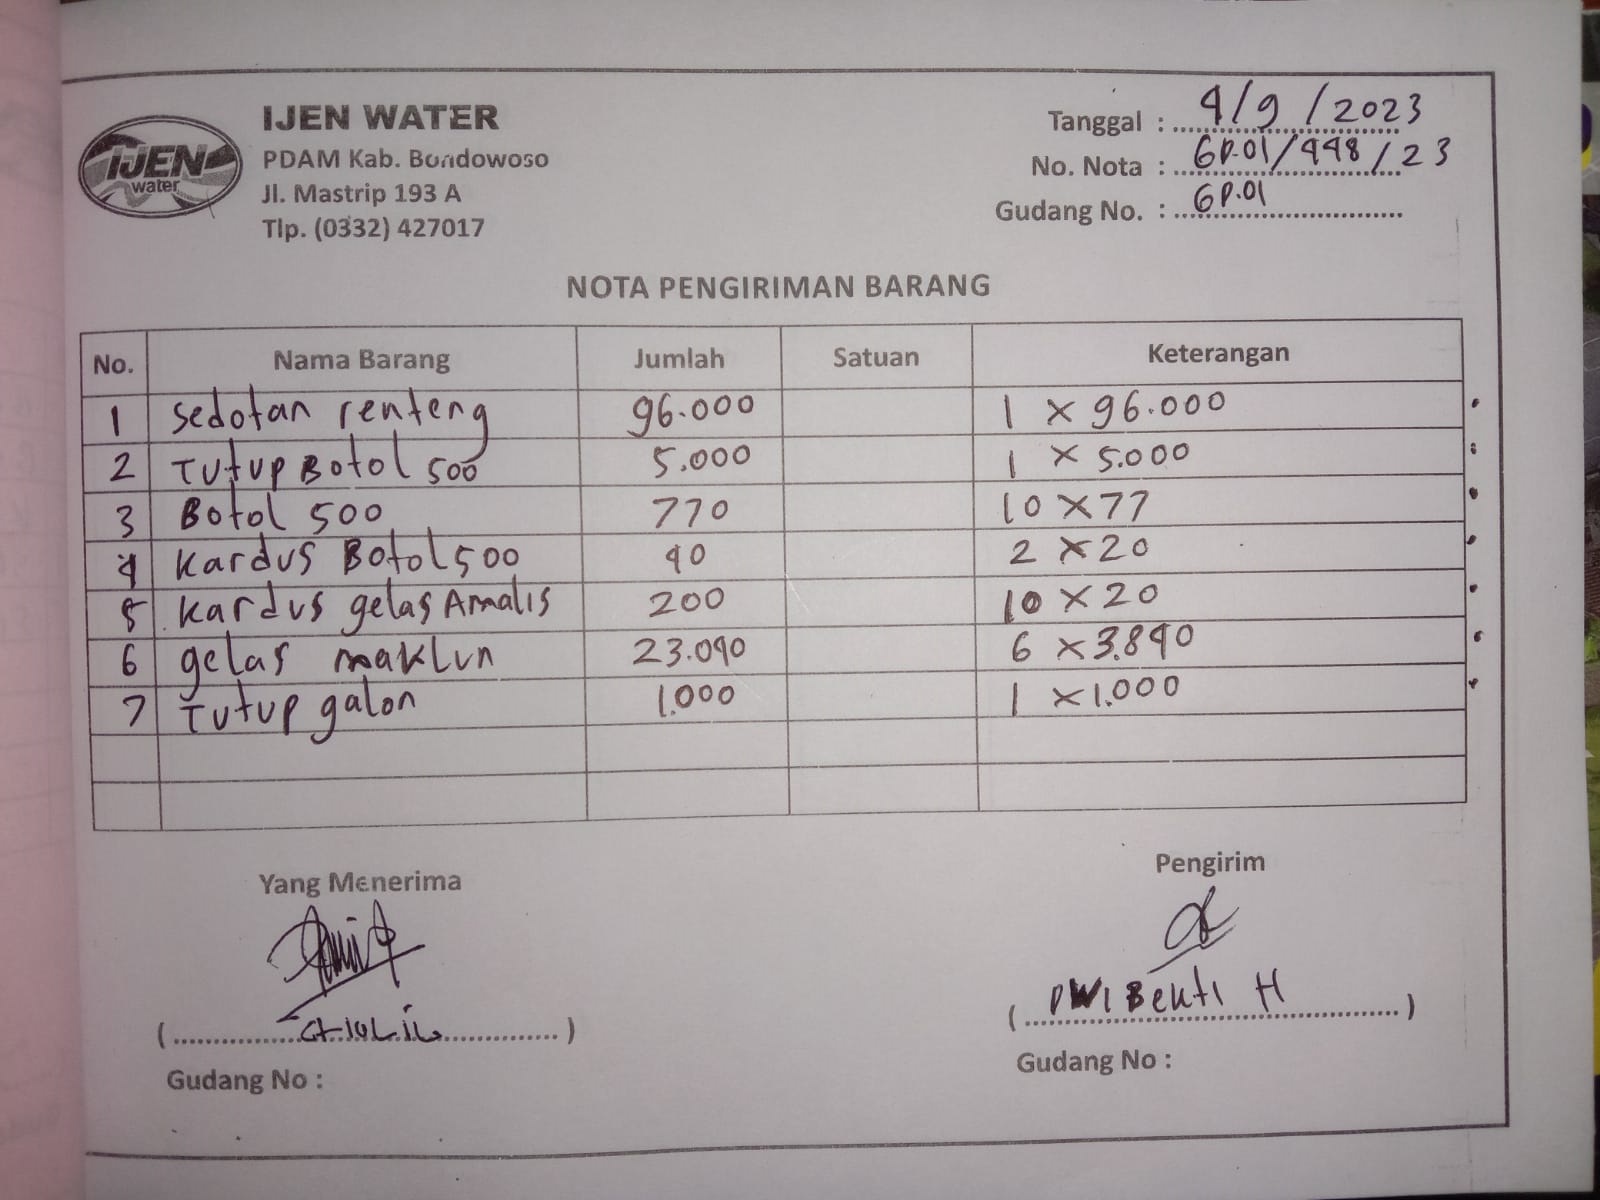 IJEN
water
IJEN WATER
PDAM Kab. Bondowoso
Jl. Mastrip 193 A
Tlp. (0332) 427017
Tanggal : 4/9/2023
No. Nota : GP.01/448/23
Gudang No. : GP.01
NOTA PENGIRIMAN BARANG
No. Nama Barang Jumlah Satuan Keterangan
1 Sedotan renteng 96.000 1 x 96.000
2 Tutup Botol 500 5.000 1 x 5.000
3 Botol 500 770 10 x 77
4 Kardus Botol 500 40 2 x 20
5 Kardus gelas Amalis 200 10 x 20
6 gelas maklun 23.040 6 x 3.840
7 Tutup galon 1.000 1 x 1.000
Yang Menerima
Gudang No :
Pengirim
(DWI BEKTI H)
Gudang No :